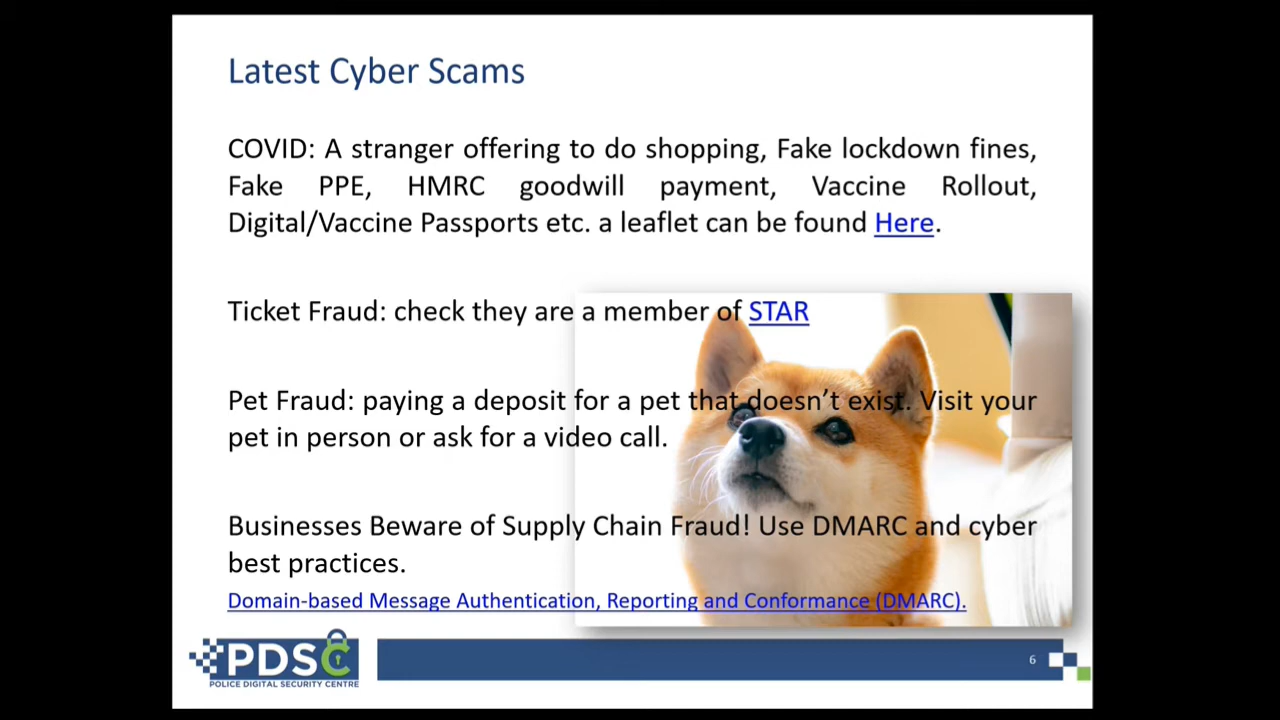 Latest Cyber Scams
COVID: A stranger offering to do shopping, Fake lockdown fines,
Fake PPE, HMRC goodwill payment, Vaccine Rollout,
Digital/Vaccine Passports etc. a leaflet can be found Here.
Ticket Fraud: check they are a member of STAR
Pet Fraud: paying a deposit for a pet that doesn’t exist. Visit your
pet in person or ask for a video call.
Businesses Beware of Supply Chain Fraud! Use DMARC and cyber
best practices.
Domain-based Message Authentication, Reporting and Conformance (DMARC).
PDSC
POLICE DIGITAL SECURITY CENTRE
6